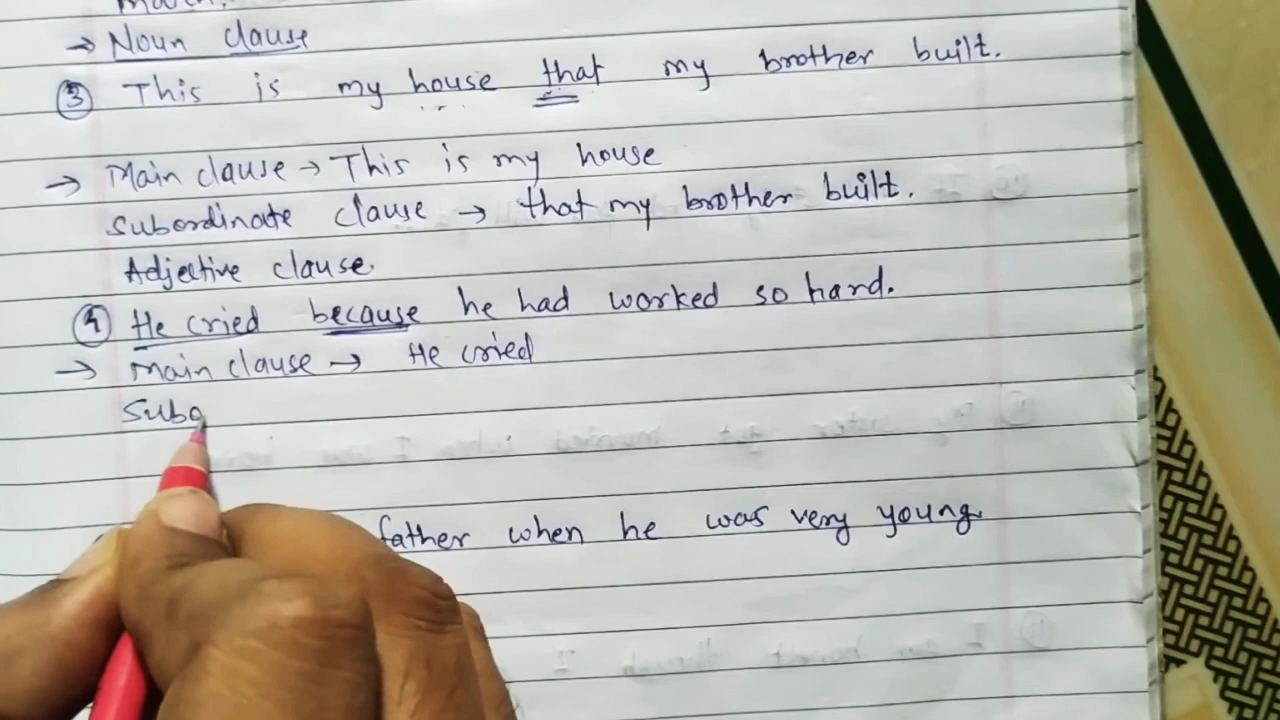 → Noun clause
③ This is my house that my brother built.
→ Main clause → This is my house
Subordinate clause → that my brother built.
Adjective clause.
④ He cried because he had worked so hard.
→ Main clause → He cried
Subo
father when he was very young.